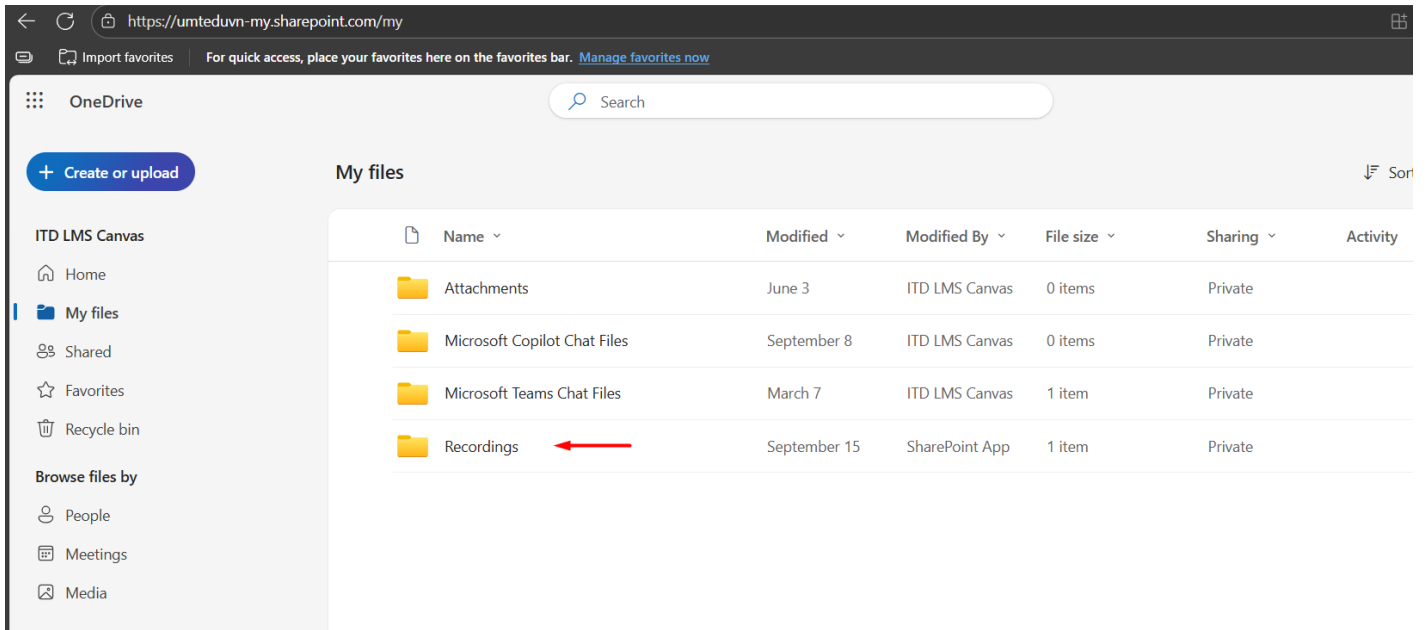 https://umteduvn-my.sharepoint.com/my
Import favorites For quick access, place your favorites here on the favorites bar. Manage favorites now
OneDrive Search
Create or upload
My files Sort
ITD LMS Canvas
Home
My files
Shared
Favorites
Recycle bin
Browse files by
People
Meetings
Media
Name Modified Modified By File size Sharing Activity
Attachments June 3 ITD LMS Canvas 0 items Private
Microsoft Copilot Chat Files September 8 ITD LMS Canvas 0 items Private
Microsoft Teams Chat Files March 7 ITD LMS Canvas 1 item Private
Recordings September 15 SharePoint App 1 item Private